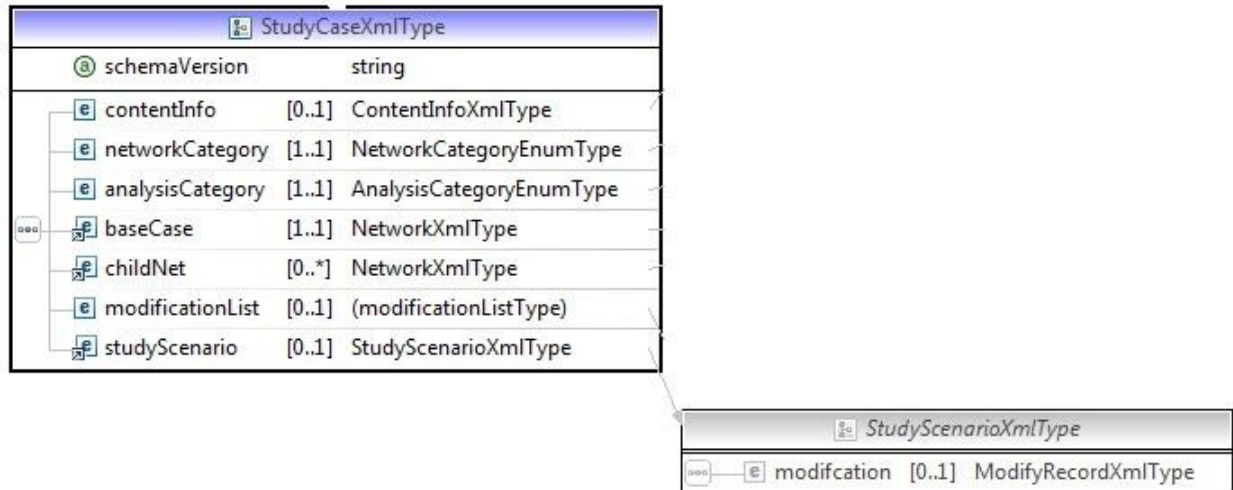 StudyCaseXmlType
schemaVersion string
contentInfo [0..1] ContentInfoXmlType
networkCategory [1..1] NetworkCategoryEnumType
analysisCategory [1..1] AnalysisCategoryEnumType
baseCase [1..1] NetworkXmlType
childNet [0..*] NetworkXmlType
modificationList [0..1] (modificationListType)
studyScenario [0..1] StudyScenarioXmlType
StudyScenarioXmlType
modifcation [0..1] ModifyRecordXmlType